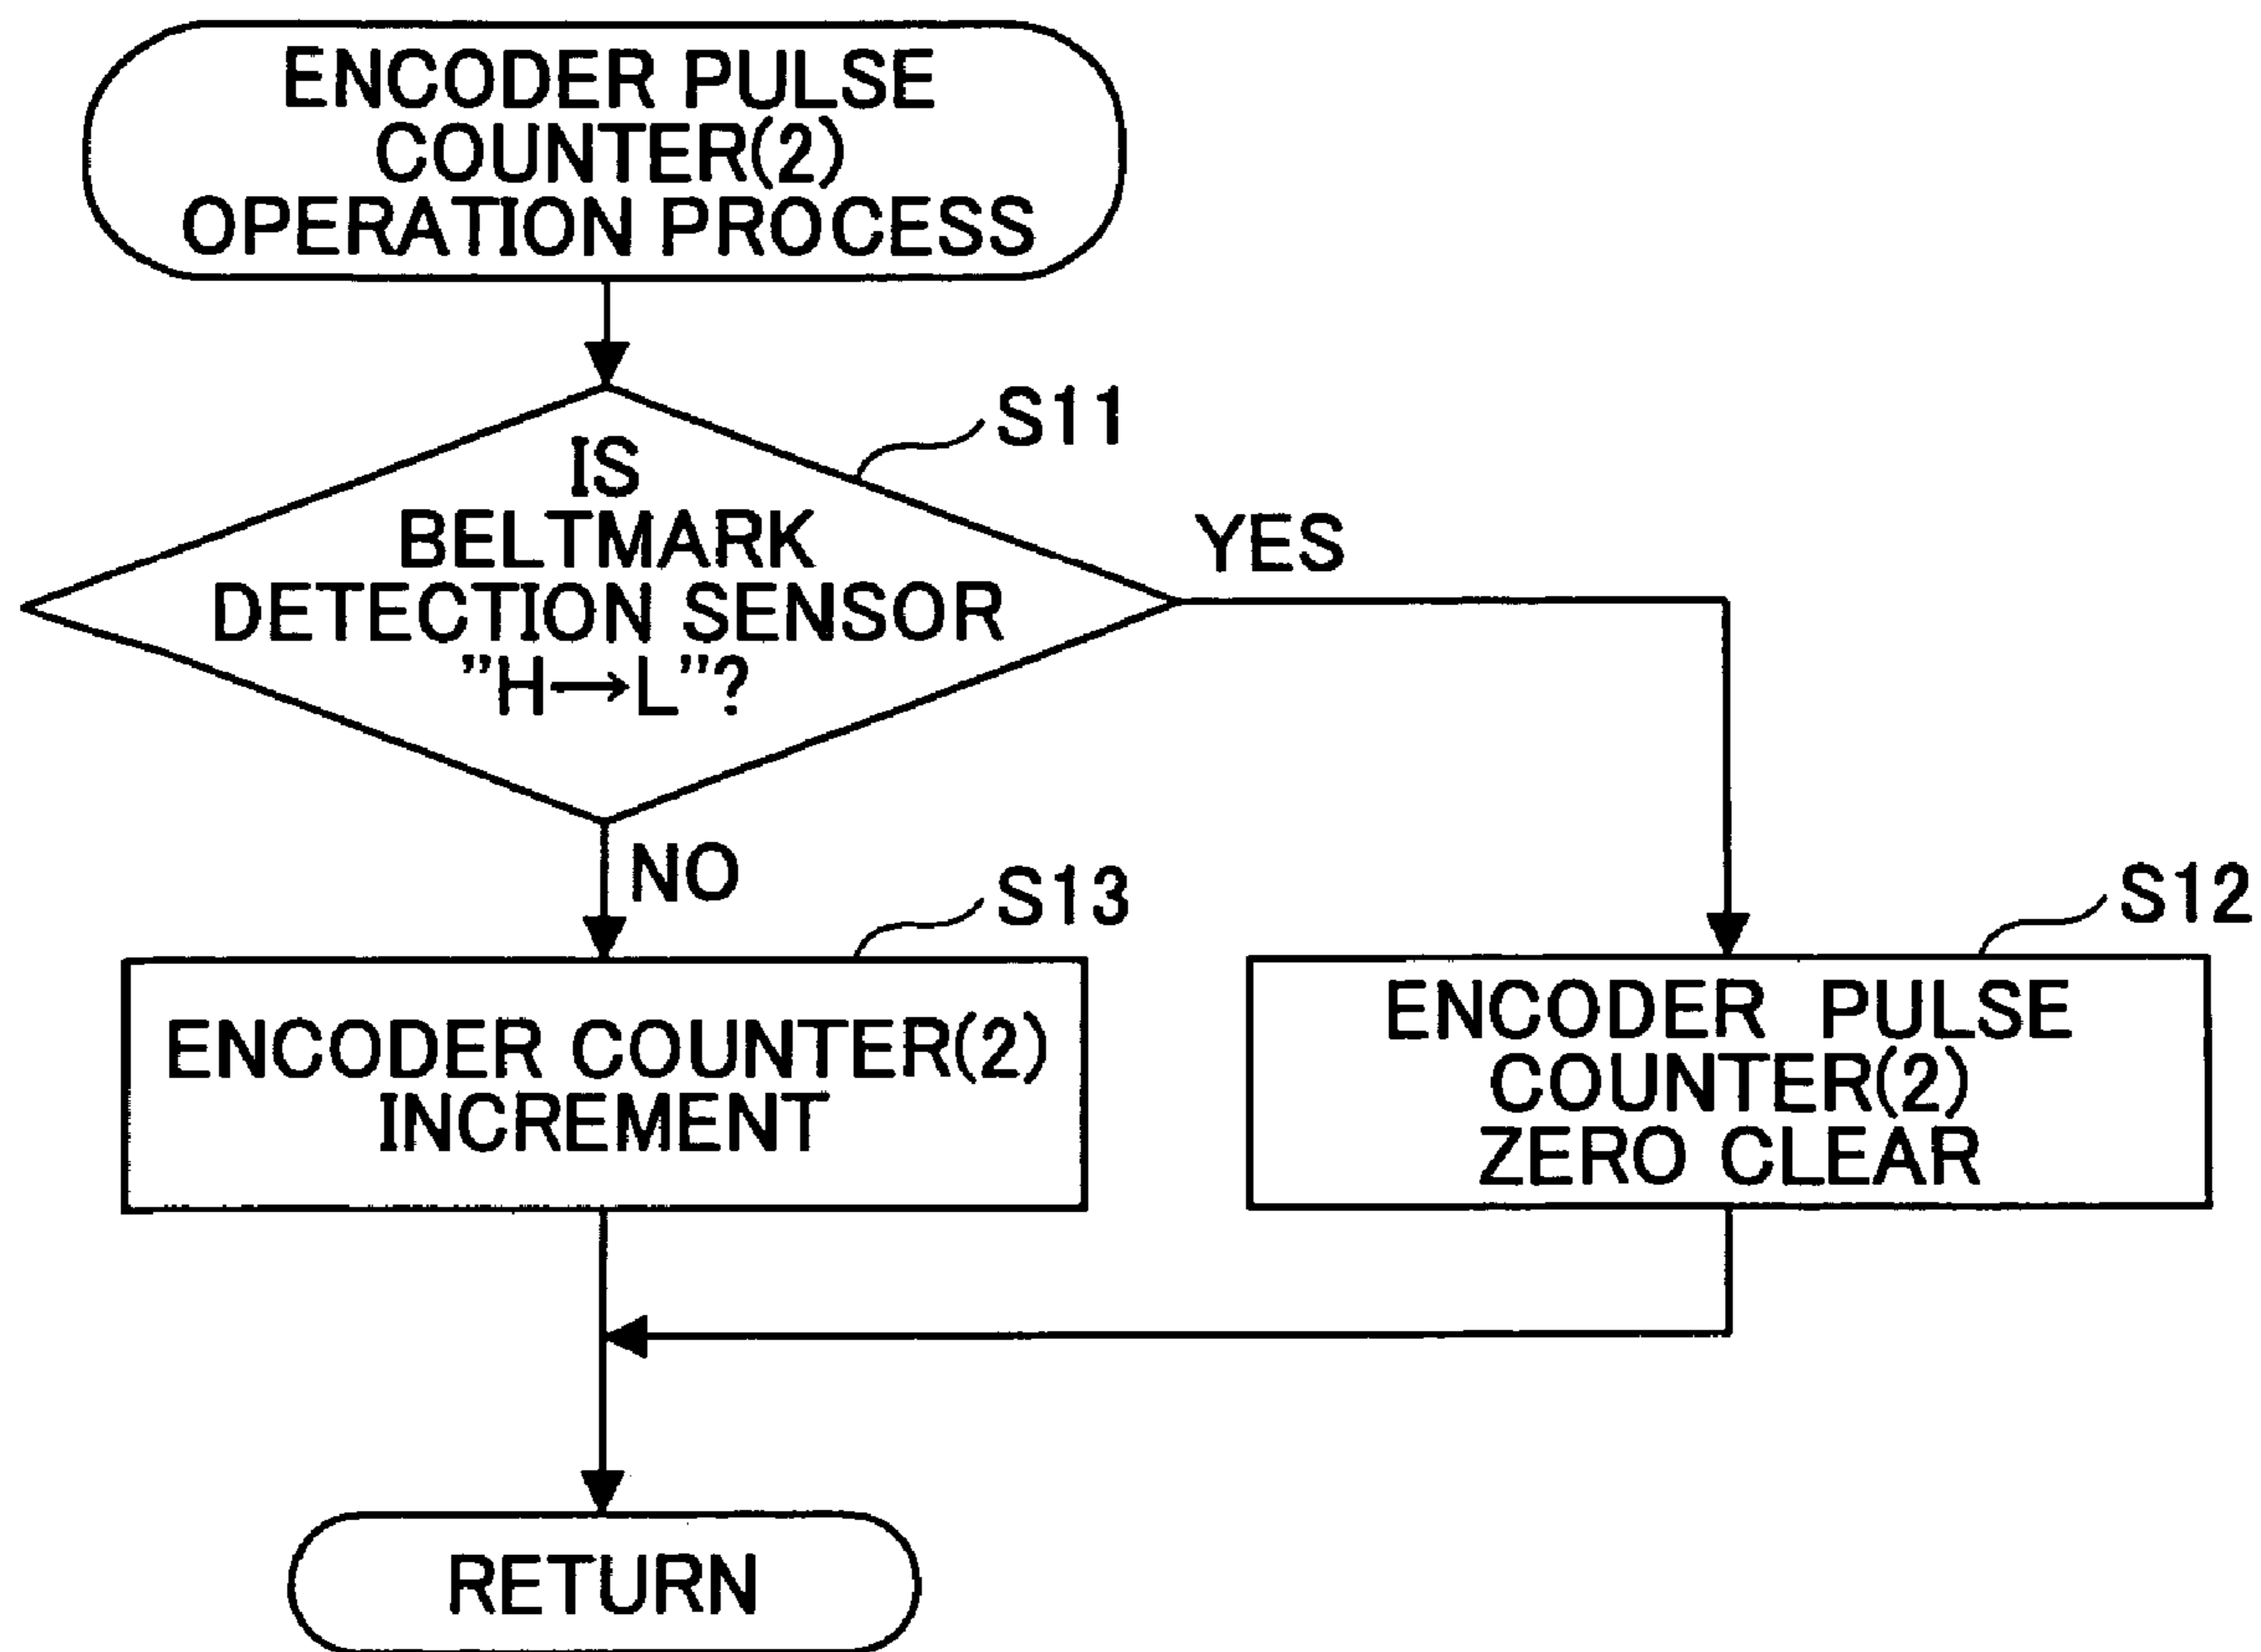 ENCODER PULSE
COUNTER(2)
OPERATION PROCESS
S11
IS
BELTMARK
DETECTION SENSOR
"H→L"?
YES
NO
S13
S12
ENCODER COUNTER(2)
INCREMENT
ENCODER PULSE
COUNTER(2)
ZERO CLEAR
RETURN